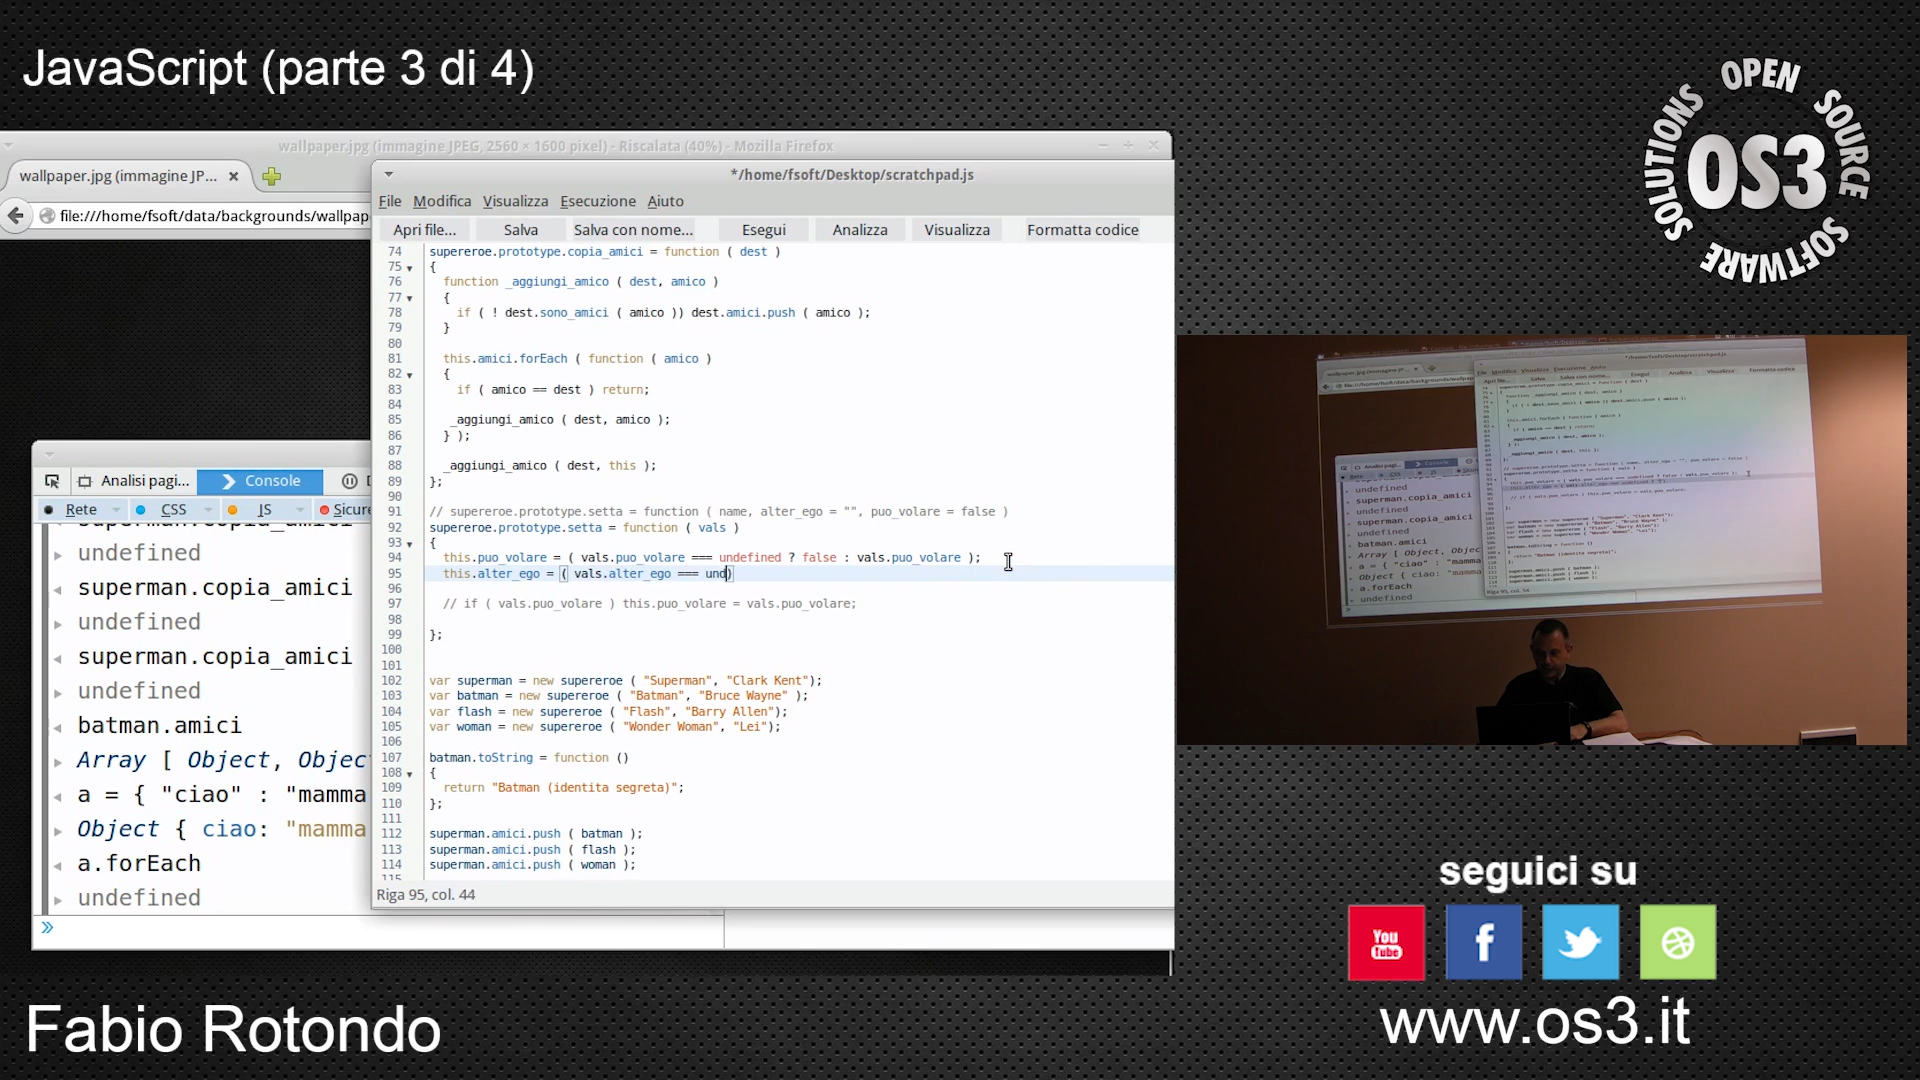 JavaScript (parte 3 di 4)
OPEN SOURCE SOFTWARE SOLUTIONS
OS3
wallpaper.jpg (immagine JPEG, 2560 × 1600 pixel) - Riscalata (40%) - Mozilla Firefox
wallpaper.jpg (immagine JP...
file:///home/fsoft/data/backgrounds/wallpap
*/home/fsoft/Desktop/scratchpad.js
File Modifica Visualizza Esecuzione Aiuto
Apri file... Salva Salva con nome... Esegui Analizza Visualizza Formatta codice
74 supereroe.prototype.copia_amici = function ( dest )
75 {
76 function _aggiungi_amico ( dest, amico )
77 {
78 if ( ! dest.sono_amici ( amico )) dest.amici.push ( amico );
79 }
80
81 this.amici.forEach ( function ( amico )
82 {
83 if ( amico == dest ) return;
84
85 _aggiungi_amico ( dest, amico );
86 } );
87
88 _aggiungi_amico ( dest, this );
89 };
90
91 // supereroe.prototype.setta = function ( name, alter_ego = "", puo_volare = false )
92 supereroe.prototype.setta = function ( vals )
93 {
94 this.puo_volare = ( vals.puo_volare === undefined ? false : vals.puo_volare );
95 this.alter_ego = ( vals.alter_ego === und)
96
97 // if ( vals.puo_volare ) this.puo_volare = vals.puo_volare;
98
99 };
100
101
102 var superman = new supereroe ( "Superman", "Clark Kent");
103 var batman = new supereroe ( "Batman", "Bruce Wayne" );
104 var flash = new supereroe ( "Flash", "Barry Allen");
105 var woman = new supereroe ( "Wonder Woman", "Lei");
106
107 batman.toString = function ()
108 {
109 return "Batman (identita segreta)";
110 };
111
112 superman.amici.push ( batman );
113 superman.amici.push ( flash );
114 superman.amici.push ( woman );
115
Riga 95, col. 44
Analisi pagi... Console
Rete CSS JS Sicure
superman.copia_amici
undefined
superman.copia_amici
undefined
superman.copia_amici
undefined
batman.amici
Array [ Object, Objec
a = { "ciao" : "mamma
Object { ciao: "mamma
a.forEach
undefined
»
seguici su
You Tube f
Fabio Rotondo
www.os3.it